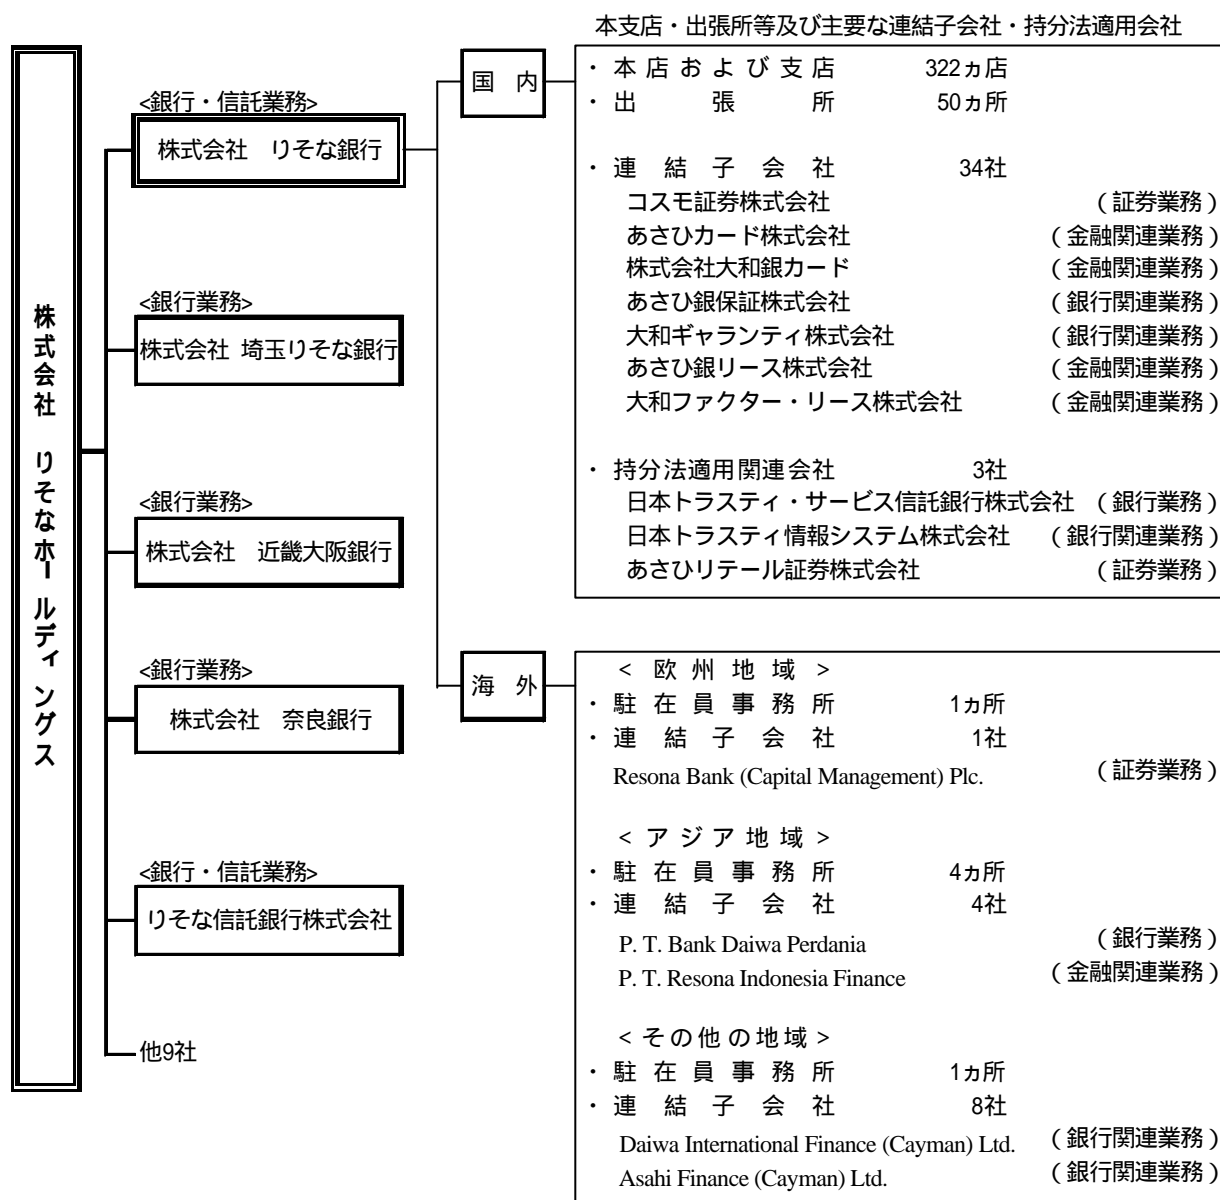 本支店・出張所等及び主要な連結子会社・持分法適用会社
株式会社 りそなホールディングス
<銀行・信託業務>
株式会社 りそな銀行
<銀行業務>
株式会社 埼玉りそな銀行
<銀行業務>
株式会社 近畿大阪銀行
<銀行業務>
株式会社 奈良銀行
<銀行・信託業務>
りそな信託銀行株式会社
他9社
国 内
・本店および支店 322ヵ店
・出張所 50ヵ所
・連結子会社 34社
コスモ証券株式会社 (証券業務)
あさひカード株式会社 (金融関連業務)
株式会社大和銀カード (金融関連業務)
あさひ銀保証株式会社 (銀行関連業務)
大和ギャランティ株式会社 (銀行関連業務)
あさひ銀リース株式会社 (金融関連業務)
大和ファクター・リース株式会社 (金融関連業務)
・持分法適用関連会社 3社
日本トラスティ・サービス信託銀行株式会社 (銀行業務)
日本トラスティ情報システム株式会社 (銀行関連業務)
あさひリテール証券株式会社 (証券業務)
海 外
<欧州地域>
・駐在員事務所 1ヵ所
・連結子会社 1社
Resona Bank (Capital Management) Plc. (証券業務)
<アジア地域>
・駐在員事務所 4ヵ所
・連結子会社 4社
P. T. Bank Daiwa Perdania (銀行業務)
P. T. Resona Indonesia Finance (金融関連業務)
<その他の地域>
・駐在員事務所 1ヵ所
・連結子会社 8社
Daiwa International Finance (Cayman) Ltd. (銀行関連業務)
Asahi Finance (Cayman) Ltd. (銀行関連業務)